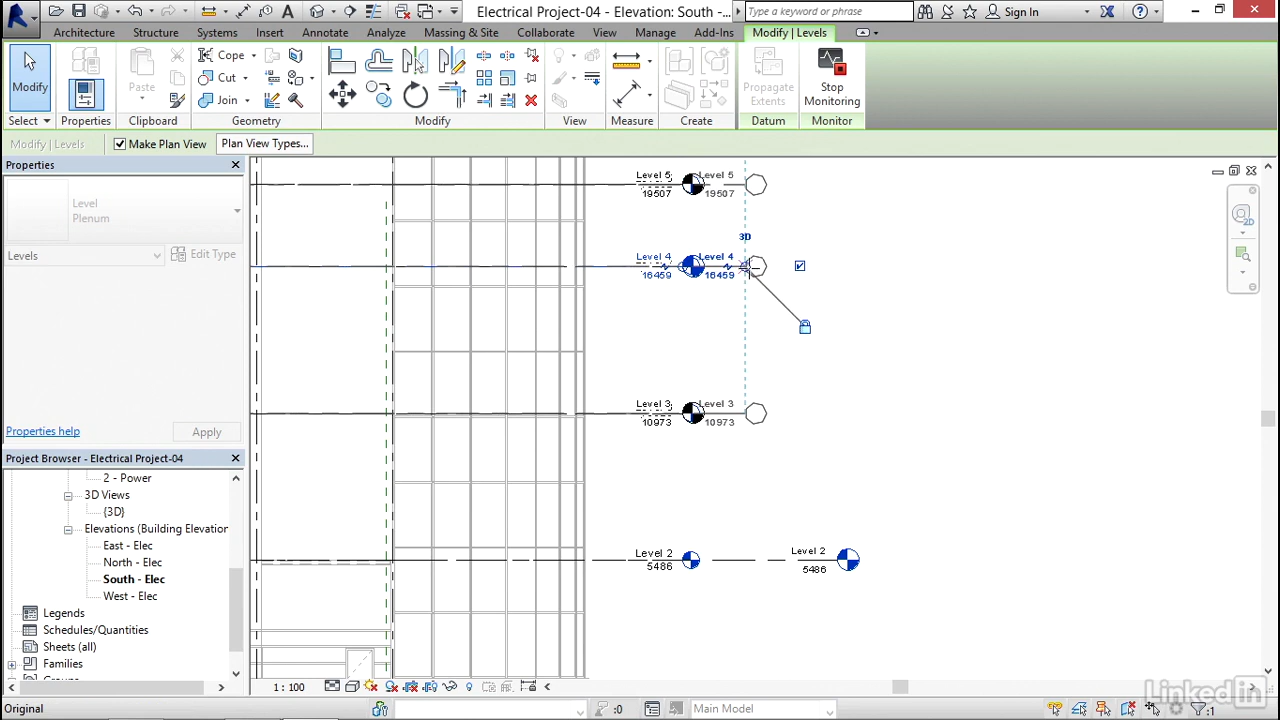 Electrical Project-04 - Elevation: South -...
Type a keyword or phrase
Sign In
Architecture
Structure
Systems
Insert
Annotate
Analyze
Massing & Site
Collaborate
View
Manage
Add-Ins
Modify | Levels
Modify
Paste
Cope
Cut
Join
Propagate
Extents
Stop
Monitoring
Select
Properties
Clipboard
Geometry
Modify
View
Measure
Create
Datum
Monitor
Modify | Levels
Make Plan View
Plan View Types...
Properties
Level
Plenum
Levels
Edit Type
Properties help
Apply
Project Browser - Electrical Project-04
2 - Power
3D Views
{3D}
Elevations (Building Elevation
East - Elec
North - Elec
South - Elec
West - Elec
Legends
Schedules/Quantities
Sheets (all)
Families
Level 5
19507
Level 5
19507
3D
Level 4
16459
Level 4
16459
Level 3
10973
Level 3
10973
Level 2
5486
Level 2
5486
1 : 100
Original
:0
Main Model
:1
2D
LinkedIn